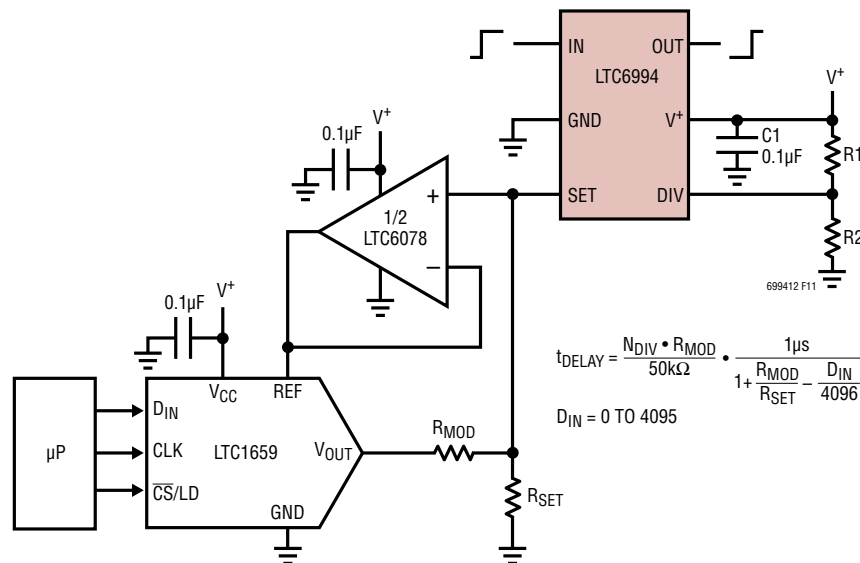 IN
OUT
LTC6994
V+
GND
V+
C1
0.1µF
R1
SET
DIV
R2
699412 F11
0.1µF
V+
+
1/2
LTC6078
−
0.1µF
V+
VCC
REF
µP
DIN
CLK
CS/LD
LTC1659
VOUT
GND
RMOD
RSET
tDELAY = NDIV • RMOD / 50kΩ • 1µs / 1+ RMOD / RSET − DIN / 4096
DIN = 0 TO 4095